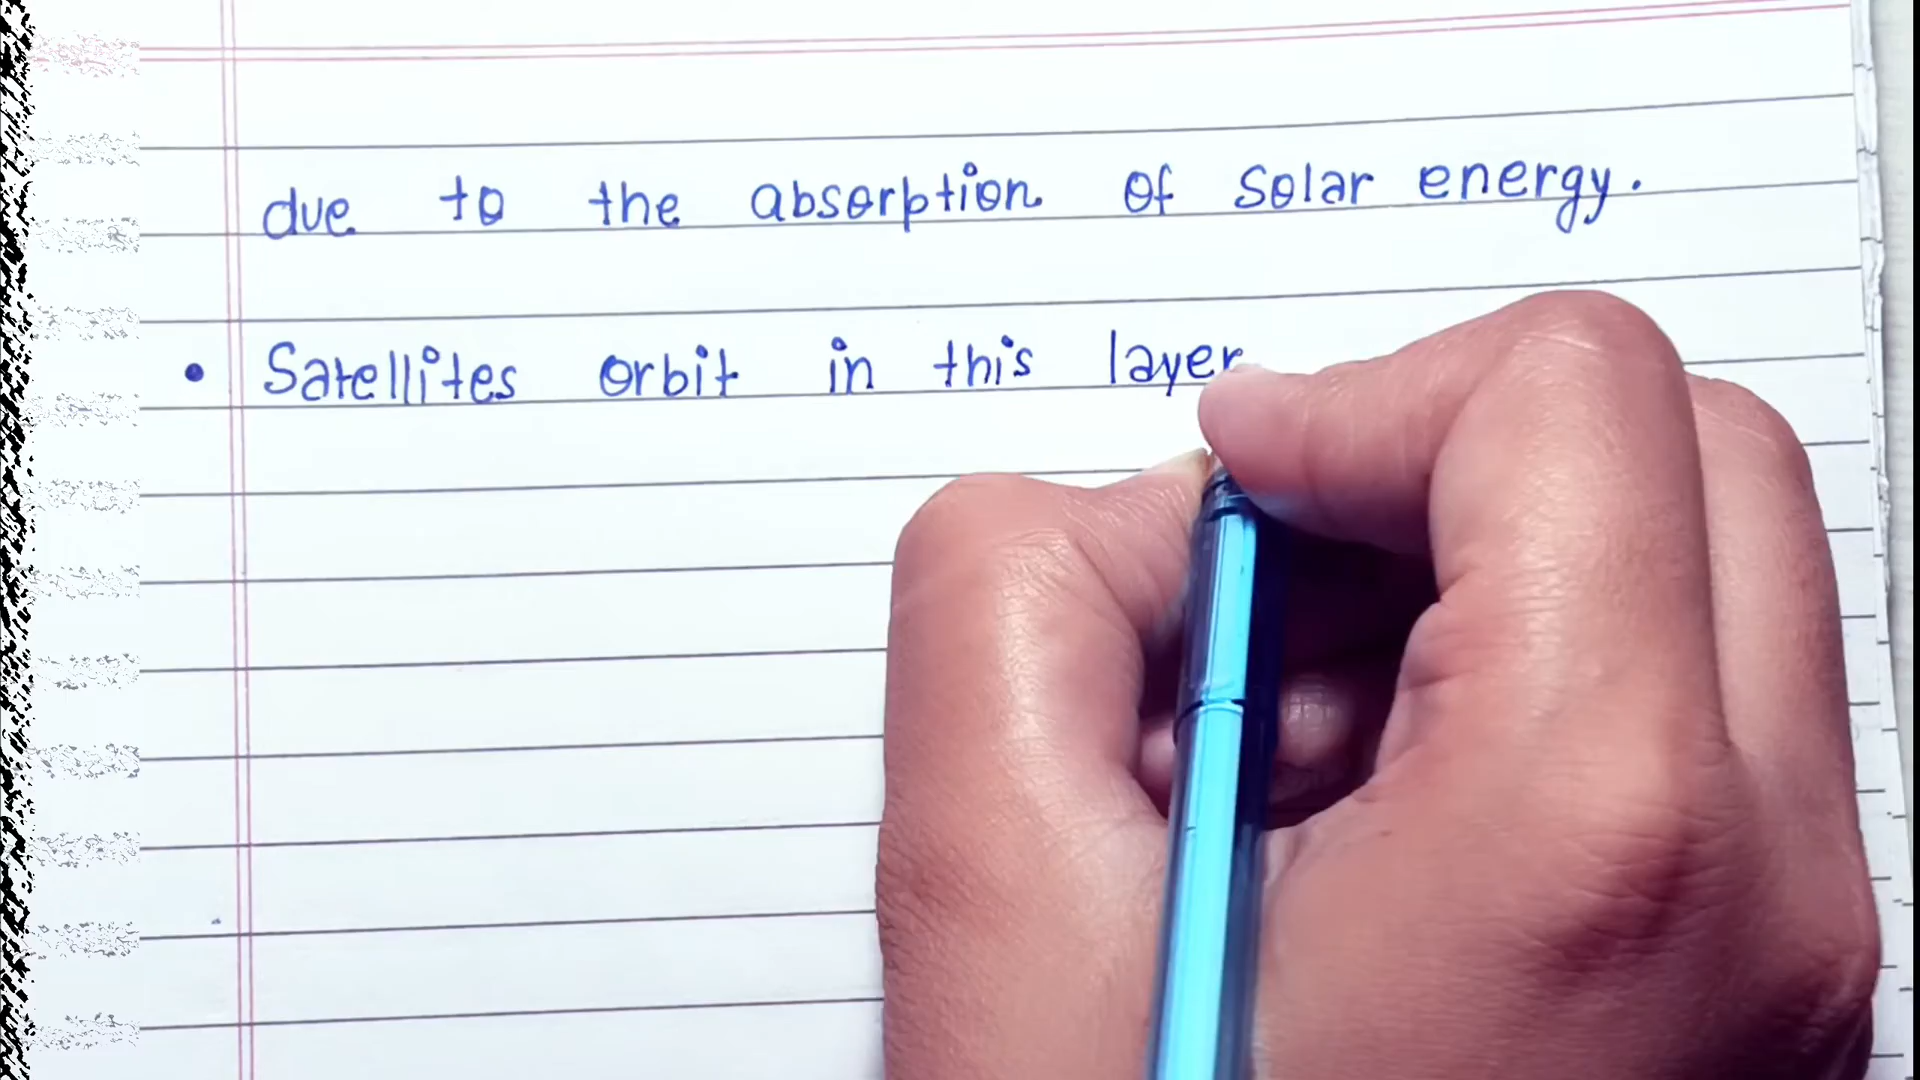 due to the absorption of Solar energy.
• Satellites orbit in this layer